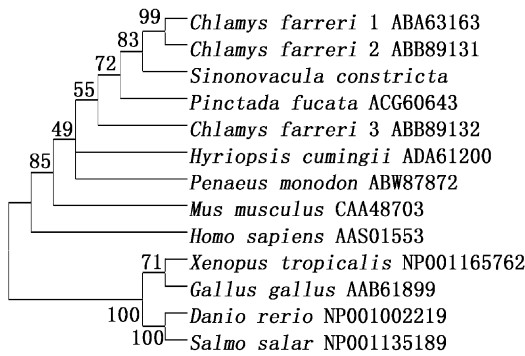 99
Chlamys farreri 1 ABA63163
83
Chlamys farreri 2 ABB89131
72
Sinonovacula constricta
55
Pinctada fucata ACG60643
49
Chlamys farreri 3 ABB89132
85
Hyriopsis cumingii ADA61200
Penaeus monodon ABW87872
Mus musculus CAA48703
Homo sapiens AAS01553
71
Xenopus tropicalis NP001165762
Gallus gallus AAB61899
100
Danio rerio NP001002219
100
Salmo salar NP001135189